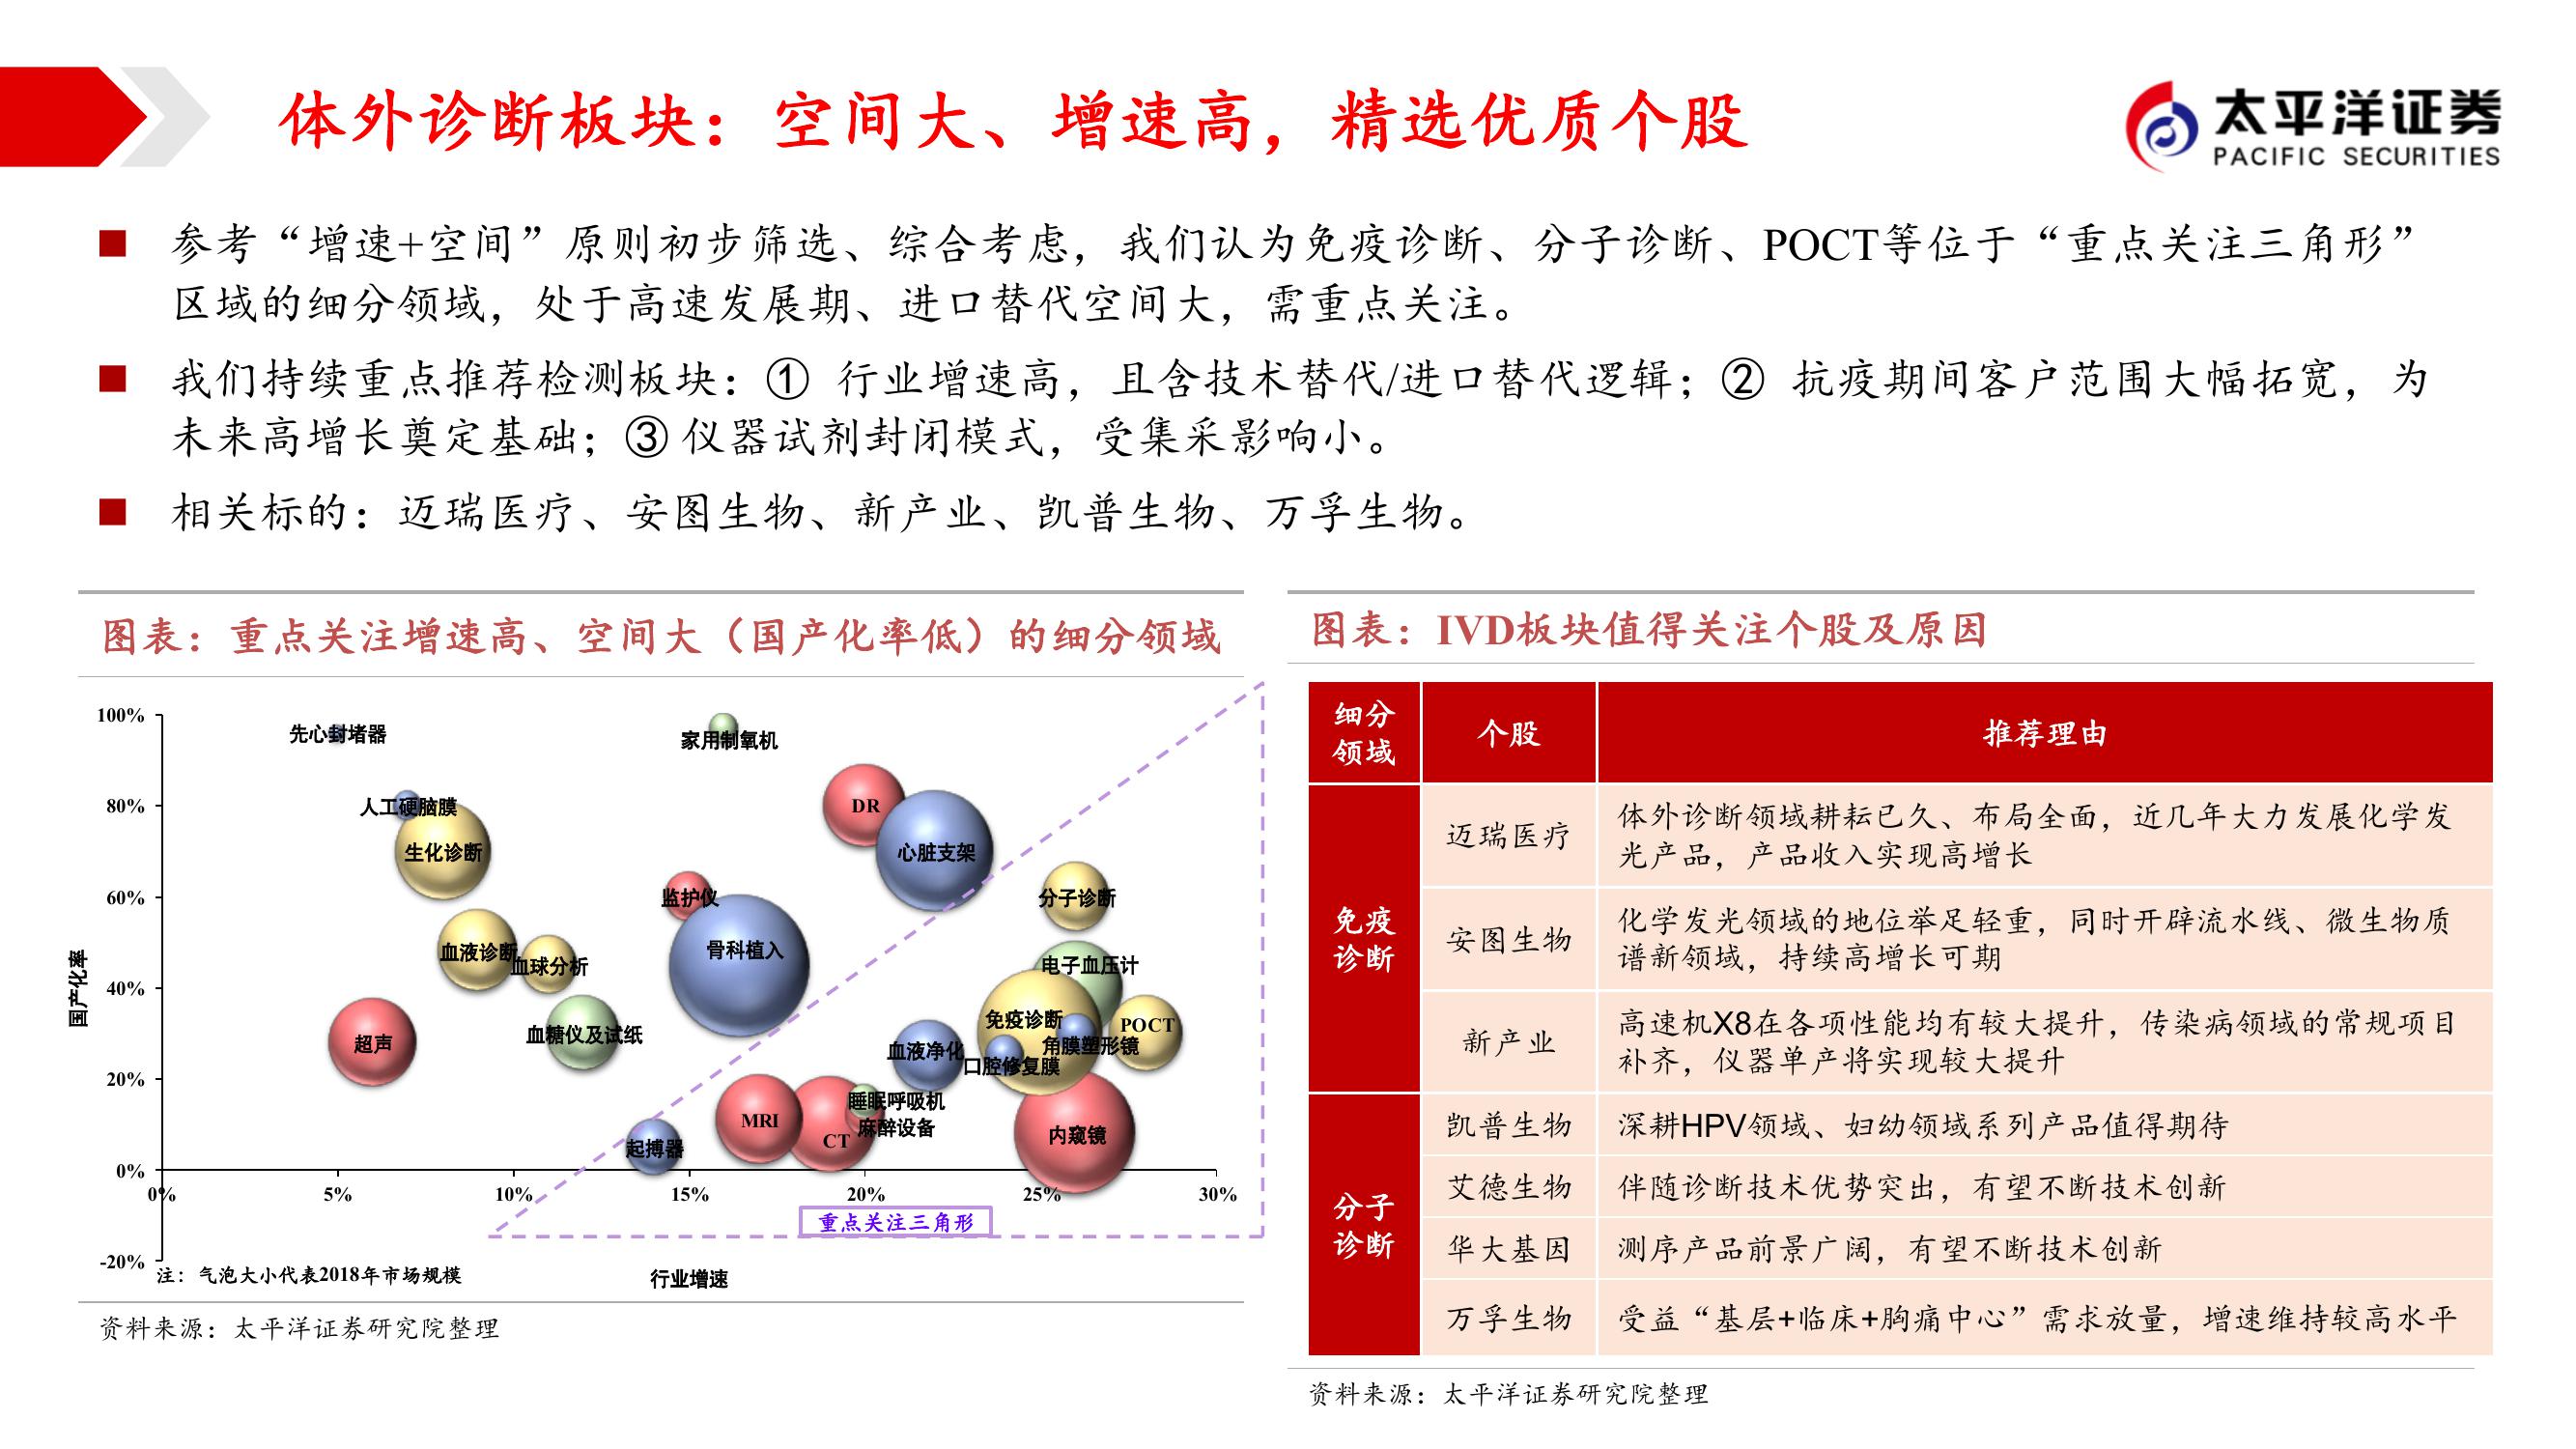 体外诊断板块：空间大、增速高，精选优质个股
太平洋证券
PACIFIC SECURITIES
■ 参考“增速+空间”原则初步筛选、综合考虑，我们认为免疫诊断、分子诊断、POCT等位于“重点关注三角形”
区域的细分领域，处于高速发展期、进口替代空间大，需重点关注。
■ 我们持续重点推荐检测板块：① 行业增速高，且含技术替代/进口替代逻辑；② 抗疫期间客户范围大幅拓宽，为
未来高增长奠定基础；③ 仪器试剂封闭模式，受集采影响小。
■ 相关标的：迈瑞医疗、安图生物、新产业、凯普生物、万孚生物。
图表：重点关注增速高、空间大（国产化率低）的细分领域
100%
80%
60%
40%
20%
0%
-20%
国产化率
先心封堵器
家用制氧机
人工硬脑膜
生化诊断
DR
心脏支架
监护仪
分子诊断
血液诊断
血球分析
骨科植入
电子血压计
超声
血糖仪及试纸
免疫诊断
POCT
血液净化
角膜塑形镜
口腔修复膜
睡眠呼吸机
麻醉设备
MRI
CT
内窥镜
起搏器
0%
5%
10%
15%
20%
25%
30%
重点关注三角形
注：气泡大小代表2018年市场规模
行业增速
资料来源：太平洋证券研究院整理
图表：IVD板块值得关注个股及原因
细分
领域
个股
推荐理由
免疫
诊断
迈瑞医疗
体外诊断领域耕耘已久、布局全面，近几年大力发展化学发
光产品，产品收入实现高增长
安图生物
化学发光领域的地位举足轻重，同时开辟流水线、微生物质
谱新领域，持续高增长可期
新产业
高速机X8在各项性能均有较大提升，传染病领域的常规项目
补齐，仪器单产将实现较大提升
分子
诊断
凯普生物
深耕HPV领域、妇幼领域系列产品值得期待
艾德生物
伴随诊断技术优势突出，有望不断技术创新
华大基因
测序产品前景广阔，有望不断技术创新
万孚生物
受益“基层+临床+胸痛中心”需求放量，增速维持较高水平
资料来源：太平洋证券研究院整理